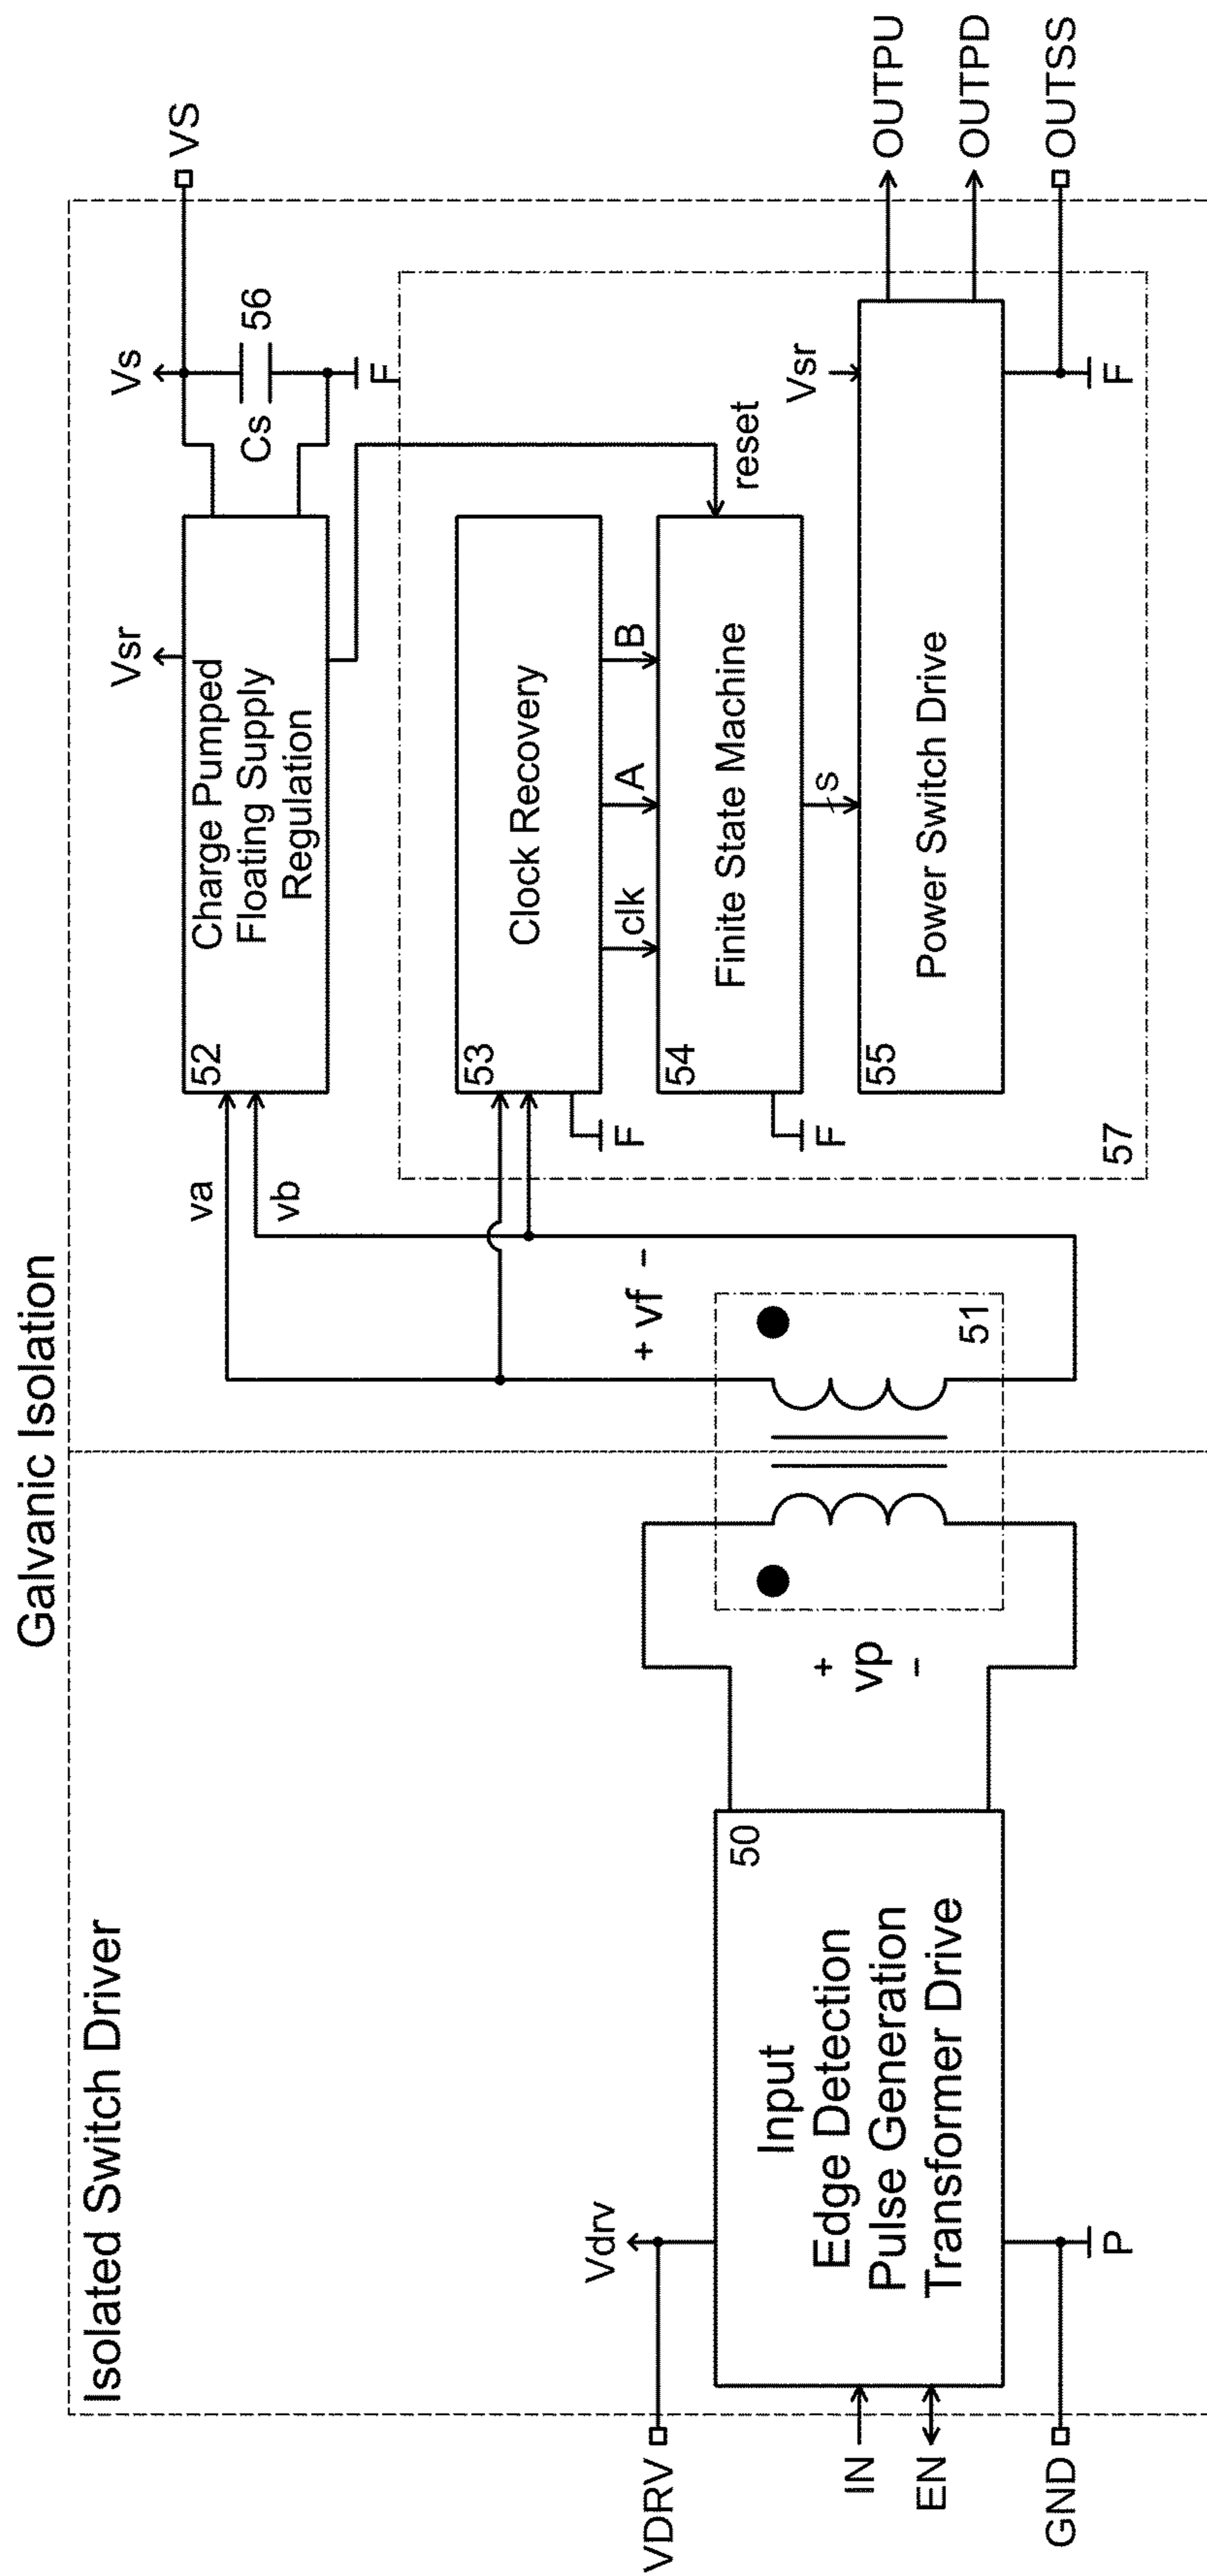 Galvanic Isolation
Isolated Switch Driver
VDRV
Vdrv
IN
EN
GND
P
50
Input
Edge Detection
Pulse Generation
Transformer Drive
+
vp
−
51
+ vf −
va
vb
52
Charge Pumped
Floating Supply
Regulation
Vsr
Vs
VS
Cs
56
F
53
Clock Recovery
F
clk
A
B
reset
54
Finite State Machine
F
s
Vsr
55
Power Switch Drive
57
F
OUTPU
OUTPD
OUTSS